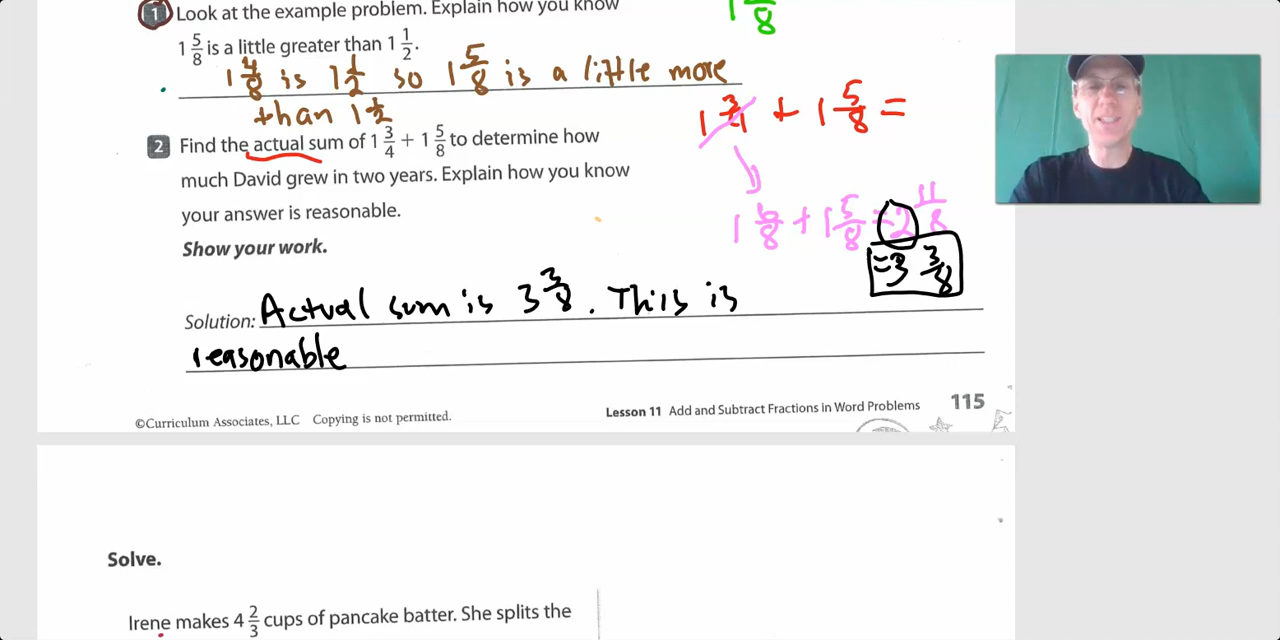 1 Look at the example problem. Explain how you know
1 5/8
1 5/8 is a little greater than 1 1/2.
1 4/8 is 1 1/2 so 1 5/8 is a little more
than 1 1/2
1 3/4 + 1 5/8 =
2 Find the actual sum of 1 3/4 + 1 5/8 to determine how
much David grew in two years. Explain how you know
your answer is reasonable.
1 6/8 + 1 5/8 = 2 11/8
Show your work.
= 3 3/8
Solution: Actual sum is 3 3/8. This is
reasonable
©Curriculum Associates, LLC Copying is not permitted.
Lesson 11 Add and Subtract Fractions in Word Problems 115
Solve.
Irene makes 4 2/3 cups of pancake batter. She splits the